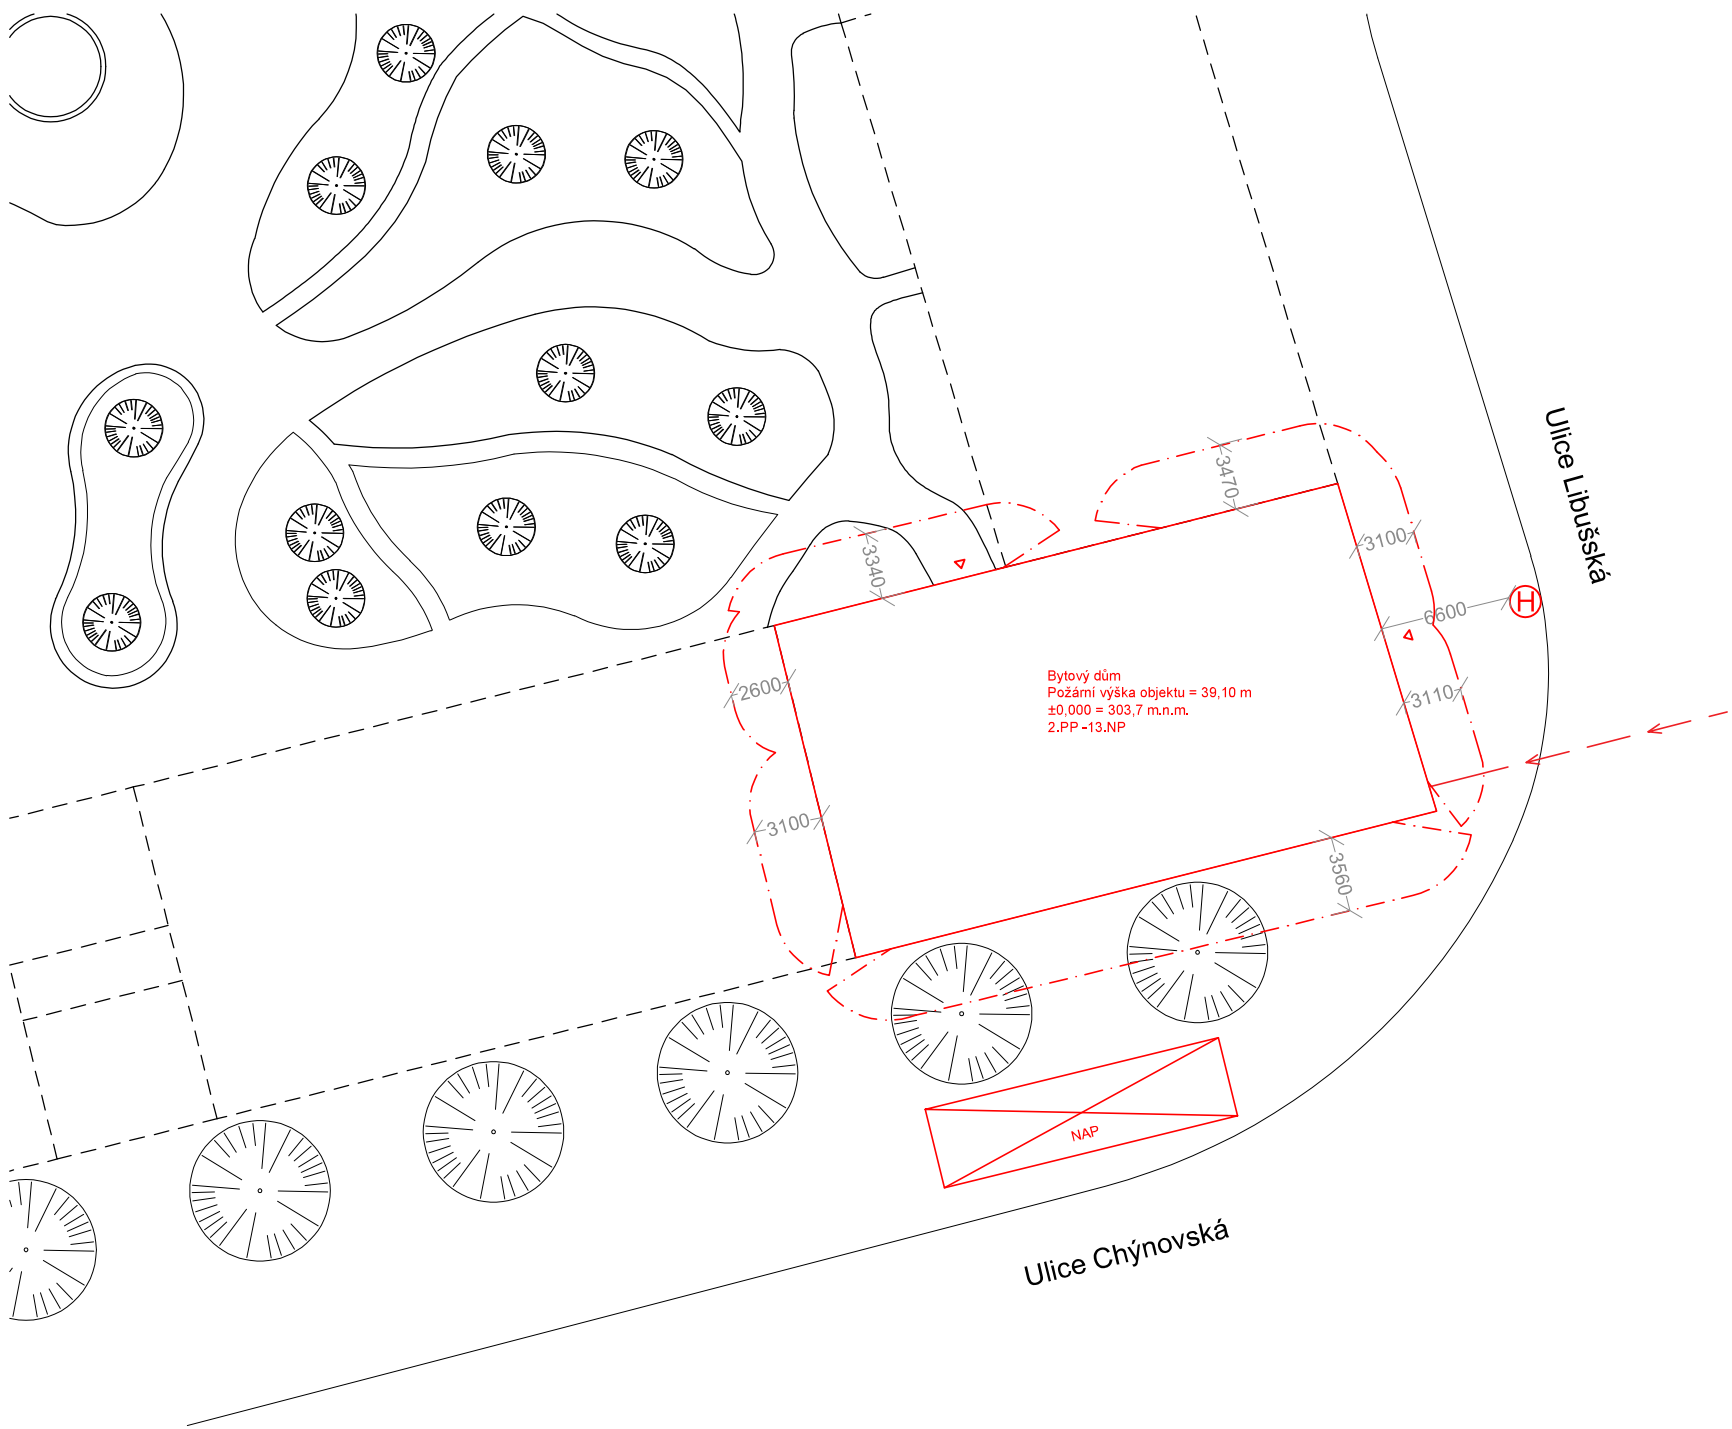 Ulice Libušská
3470
3100
3340
H
6600
Bytový dům
Požární výška objektu = 39,10 m
±0,000 = 303,7 m.n.m.
2.PP -13.NP
2600
3110
3100
3560
NAP
Ulice Chýnovská